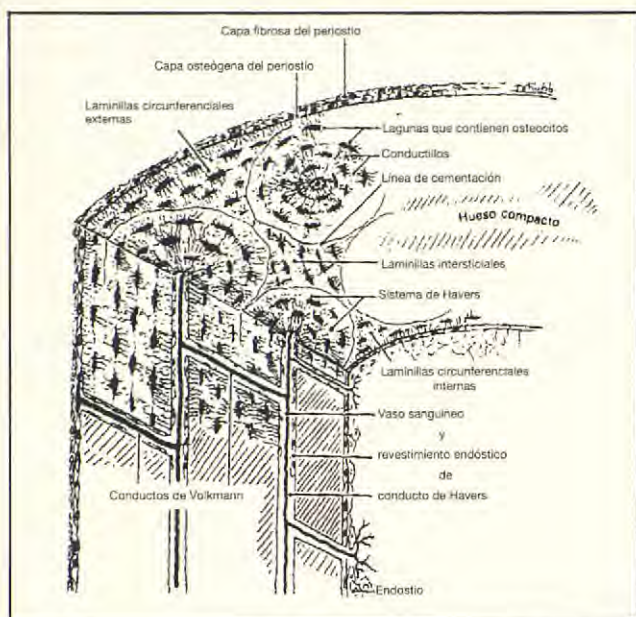 Capa fibrosa del periostio
Capa osteógena del periostio
Laminillas circunferenciales
externas
Lagunas que contienen osteocitos
Conductillos
Línea de cementación
Hueso compacto
Laminillas intersticiales
Sistema de Havers
Laminillas circunferenciales
internas
Vaso sanguíneo
y
revestimiento endóstico
de
conducto de Havers
Conductos de Volkmann
Endostio